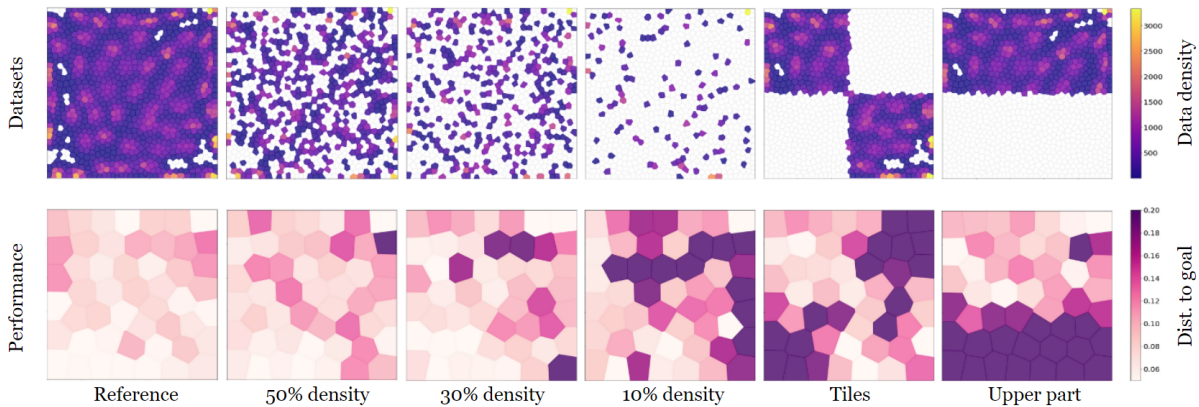 Datasets
3000
2500
2000
1500
1000
500
Data density
Performance
0.20
0.18
0.16
0.14
0.12
0.10
0.08
0.06
Dist. to goal
Reference
50% density
30% density
10% density
Tiles
Upper part